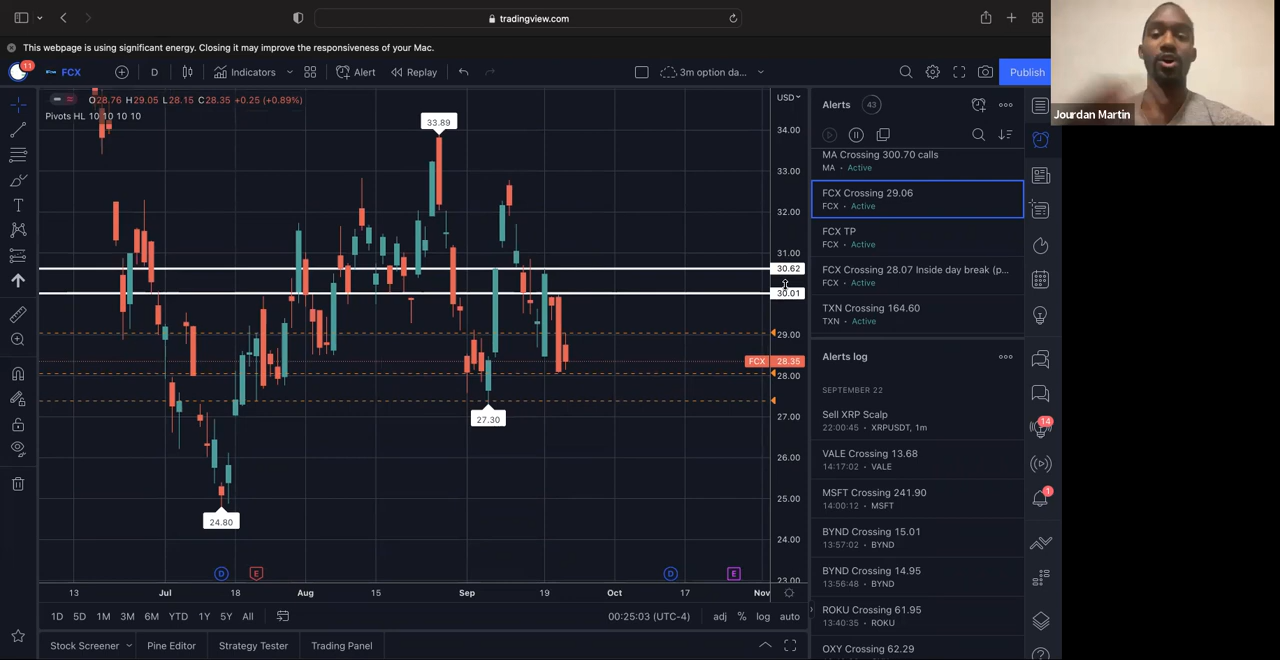 tradingview.com
This webpage is using significant energy. Closing it may improve the responsiveness of your Mac.
11
FCX
D
Indicators
Alert
Replay
3m option da...
Publish
Jourdan Martin
O28.76 H29.05 L28.15 C28.35 +0.25 (+0.89%)
Pivots HL 10 10 10 10
USD
34.00
33.00
32.00
31.00
30.62
30.01
29.00
FCX 28.35
28.00
27.00
26.00
25.00
24.00
23.00
33.89
27.30
24.80
D
E
D
E
13
Jul
18
Aug
15
Sep
19
Oct
17
Nov
1D 5D 1M 3M 6M YTD 1Y 5Y All
00:25:03 (UTC-4)
adj % log auto
Stock Screener
Pine Editor
Strategy Tester
Trading Panel
Alerts 43
MA Crossing 300.70 calls
MA • Active
FCX Crossing 29.06
FCX • Active
FCX TP
FCX • Active
FCX Crossing 28.07 Inside day break (p...
FCX • Active
TXN Crossing 164.60
TXN • Active
Alerts log
SEPTEMBER 22
Sell XRP Scalp
22:00:45 • XRPUSDT, 1m
VALE Crossing 13.68
14:17:02 • VALE
MSFT Crossing 241.90
14:00:12 • MSFT
BYND Crossing 15.01
13:57:02 • BYND
BYND Crossing 14.95
13:56:48 • BYND
ROKU Crossing 61.95
13:40:35 • ROKU
OXY Crossing 62.29
14
1